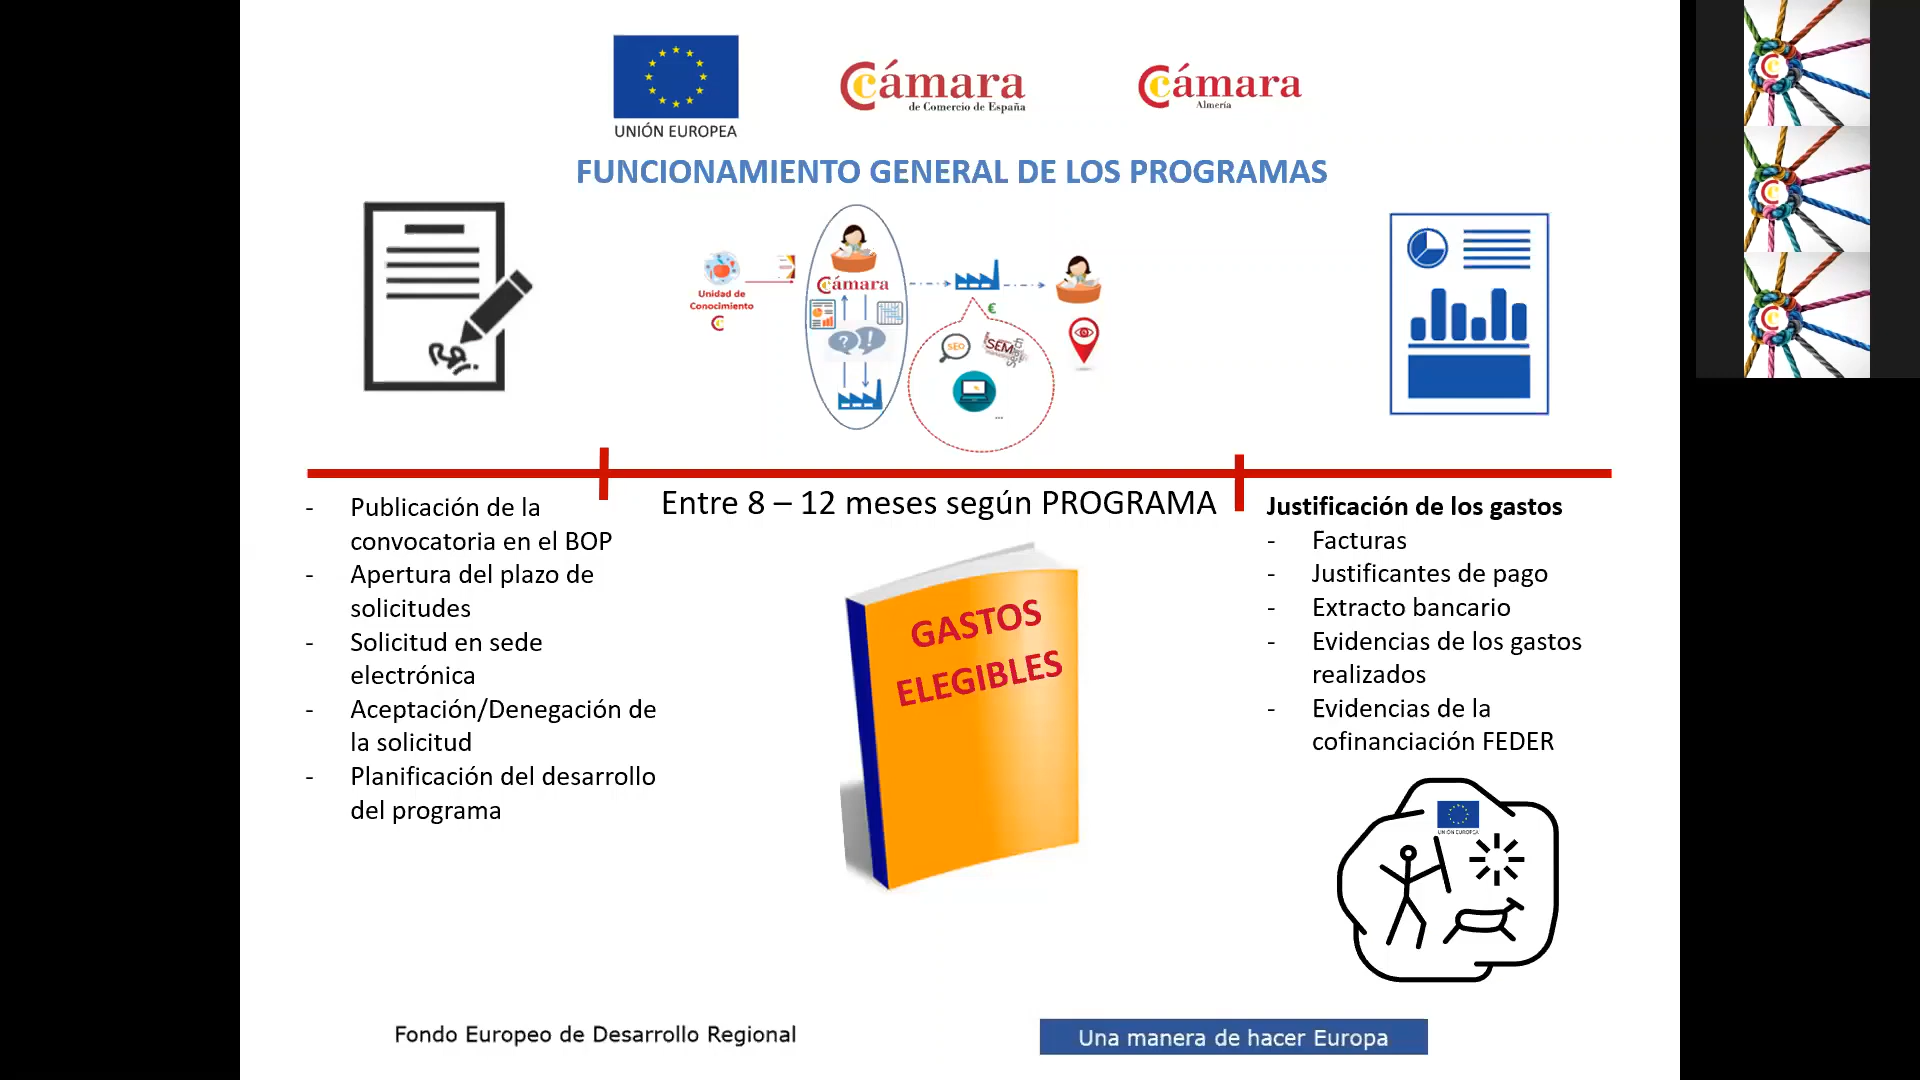 UNIÓN EUROPEA
Cámara
de Comercio de España
Cámara
Almería
FUNCIONAMIENTO GENERAL DE LOS PROGRAMAS
Unidad de
Conocimiento
Cámara
€
? !
SEO
SEM
...
Entre 8 – 12 meses según PROGRAMA
- Publicación de la
convocatoria en el BOP
- Apertura del plazo de
solicitudes
- Solicitud en sede
electrónica
- Aceptación/Denegación de
la solicitud
- Planificación del desarrollo
del programa
GASTOS
ELEGIBLES
Justificación de los gastos
- Facturas
- Justificantes de pago
- Extracto bancario
- Evidencias de los gastos
realizados
- Evidencias de la
cofinanciación FEDER
UNIÓN EUROPEA
Fondo Europeo de Desarrollo Regional
Una manera de hacer Europa